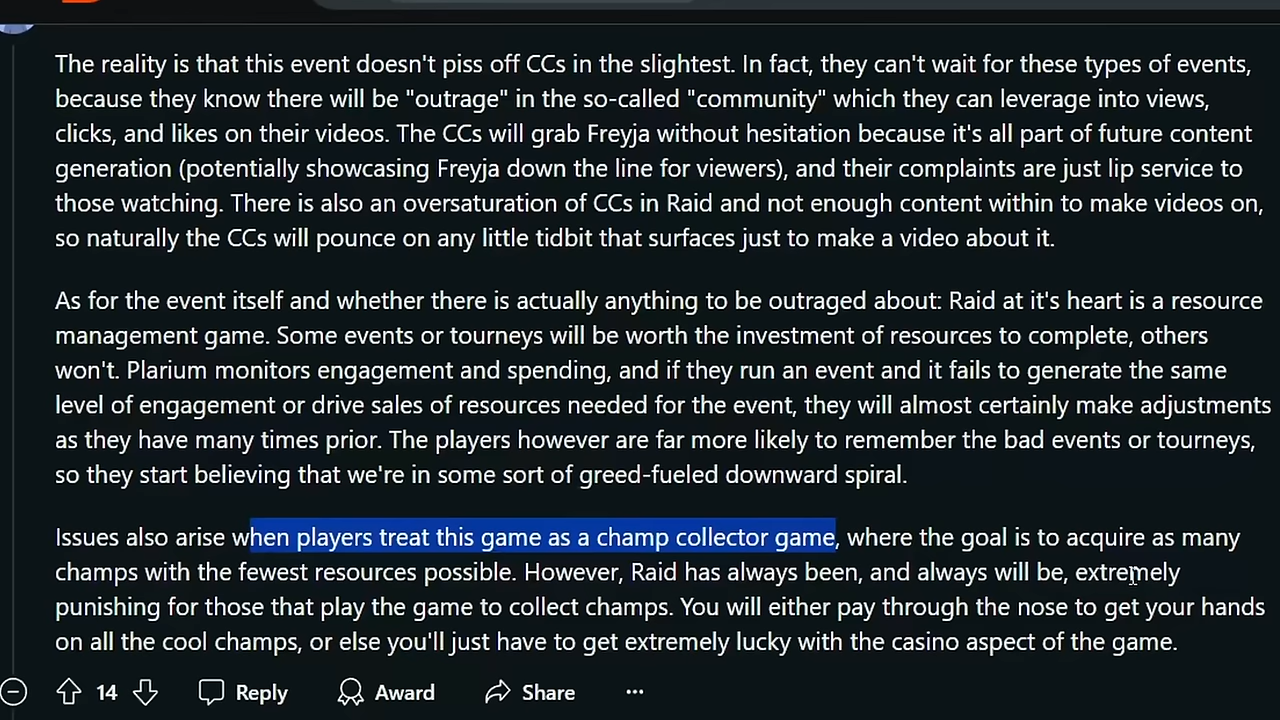 The reality is that this event doesn't piss off CCs in the slightest. In fact, they can't wait for these types of events,
because they know there will be "outrage" in the so-called "community" which they can leverage into views,
clicks, and likes on their videos. The CCs will grab Freyja without hesitation because it's all part of future content
generation (potentially showcasing Freyja down the line for viewers), and their complaints are just lip service to
those watching. There is also an oversaturation of CCs in Raid and not enough content within to make videos on,
so naturally the CCs will pounce on any little tidbit that surfaces just to make a video about it.
As for the event itself and whether there is actually anything to be outraged about: Raid at it's heart is a resource
management game. Some events or tourneys will be worth the investment of resources to complete, others
won't. Plarium monitors engagement and spending, and if they run an event and it fails to generate the same
level of engagement or drive sales of resources needed for the event, they will almost certainly make adjustments
as they have many times prior. The players however are far more likely to remember the bad events or tourneys,
so they start believing that we're in some sort of greed-fueled downward spiral.
Issues also arise when players treat this game as a champ collector game, where the goal is to acquire as many
champs with the fewest resources possible. However, Raid has always been, and always will be, extremely
punishing for those that play the game to collect champs. You will either pay through the nose to get your hands
on all the cool champs, or else you'll just have to get extremely lucky with the casino aspect of the game.
14 Reply Award Share ...